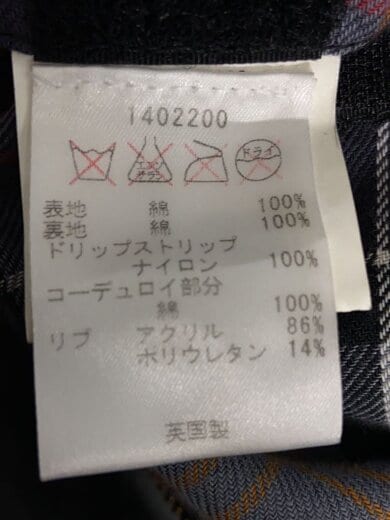 1402200
エンソ
サラシ
ドライ
表地 綿 100%
裏地 綿 100%
ドリップストリップ
ナイロン 100%
コーデュロイ部分
綿 100%
リブ アクリル 86%
ポリウレタン 14%
英国製